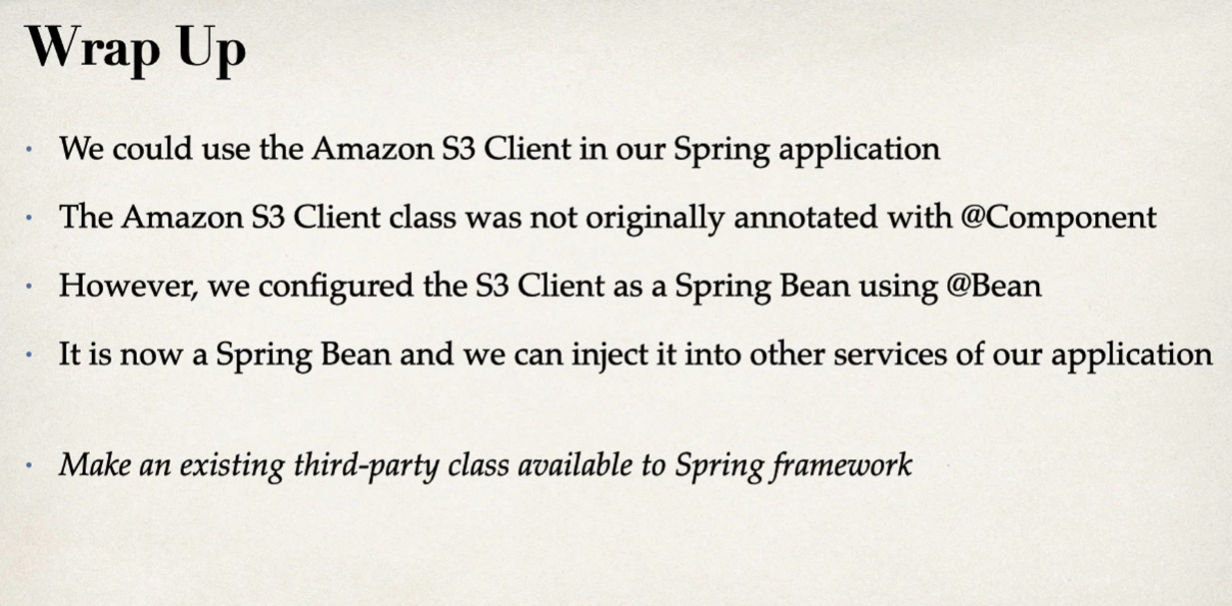 Wrap Up
· We could use the Amazon S3 Client in our Spring application
· The Amazon S3 Client class was not originally annotated with @Component
· However, we configured the S3 Client as a Spring Bean using @Bean
· It is now a Spring Bean and we can inject it into other services of our application
· Make an existing third-party class available to Spring framework